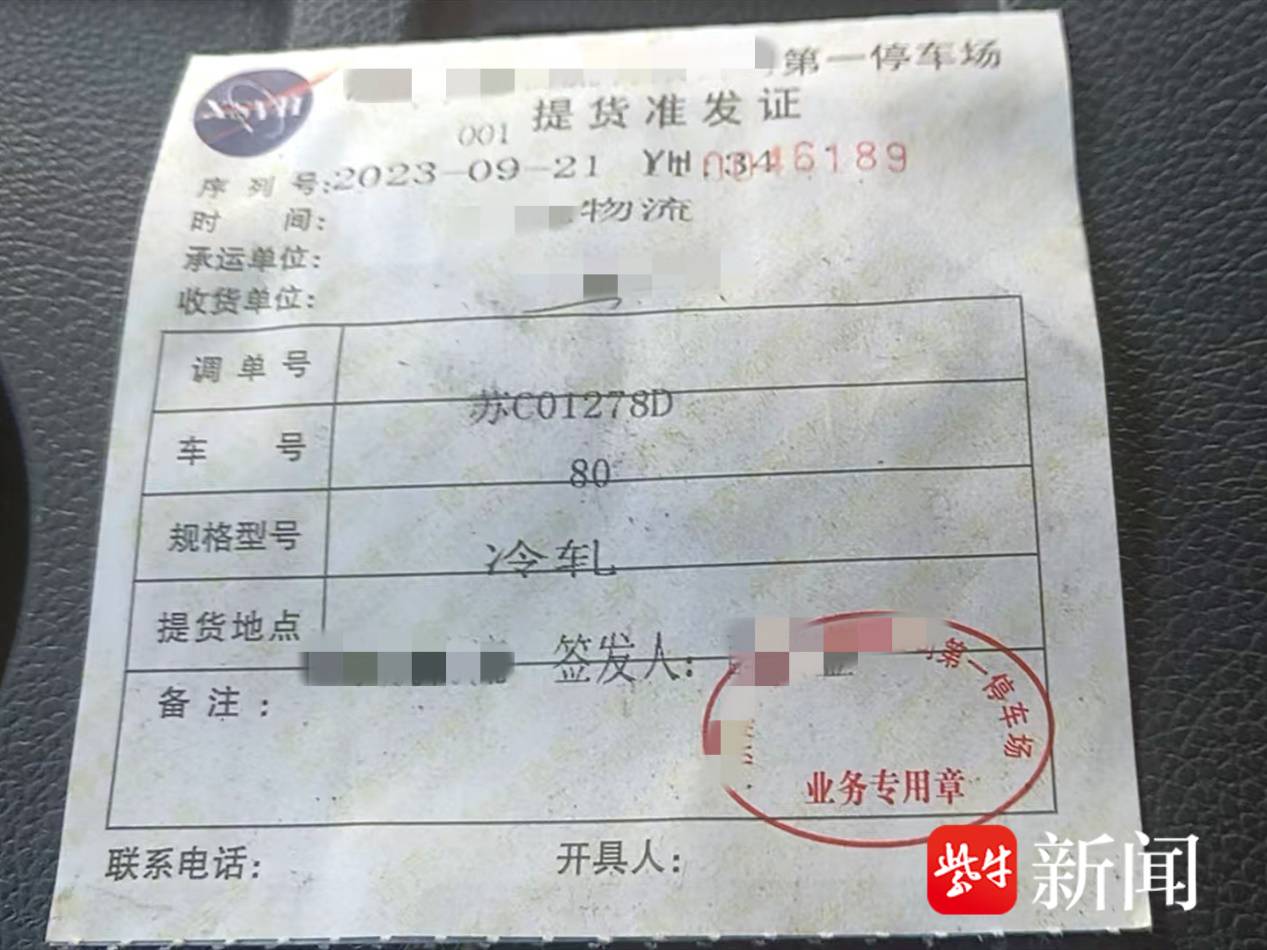 第一停车场
提货准发证
001
序列号:2023-09-21 YH 46189
时间:
物流
承运单位:
收货单位:
调单号
苏C01278D
车号
80
规格型号
冷轧
提货地点
签发人:
备注:
第一停车场
业务专用章
联系电话: 开具人:
紫牛 新闻